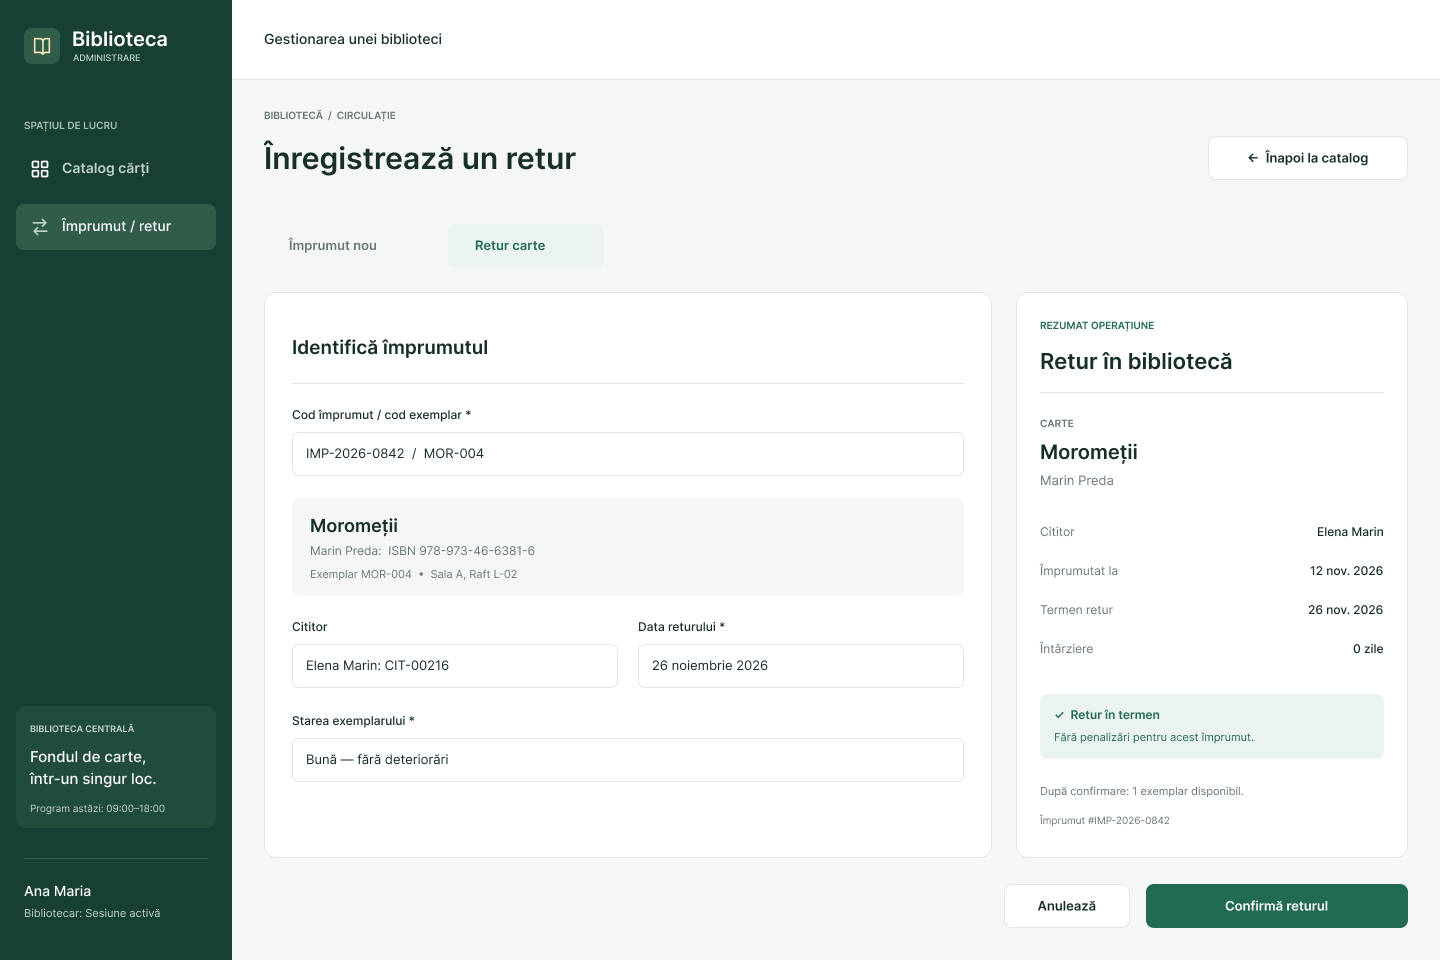 Biblioteca
ADMINISTRARE
SPAȚIUL DE LUCRU
Catalog cărți
Împrumut / retur
BIBLIOTECA CENTRALĂ
Fondul de carte,
într-un singur loc.
Program astăzi: 09:00–18:00
Ana Maria
Bibliotecar: Sesiune activă
Gestionarea unei biblioteci
BIBLIOTECĂ / CIRCULAȚIE
Înregistrează un retur
← Înapoi la catalog
Împrumut nou
Retur carte
Identifică împrumutul
Cod împrumut / cod exemplar *
IMP-2026-0842 / MOR-004
Moromeții
Marin Preda: ISBN 978-973-46-6381-6
Exemplar MOR-004 • Sala A, Raft L-02
Cititor
Data returului *
Elena Marin: CIT-00216
26 noiembrie 2026
Starea exemplarului *
Bună — fără deteriorări
REZUMAT OPERAȚIUNE
Retur în bibliotecă
CARTE
Moromeții
Marin Preda
Cititor Elena Marin
Împrumutat la 12 nov. 2026
Termen retur 26 nov. 2026
Întârziere 0 zile
✓ Retur în termen
Fără penalizări pentru acest împrumut.
După confirmare: 1 exemplar disponibil.
Împrumut #IMP-2026-0842
Anulează
Confirmă returul